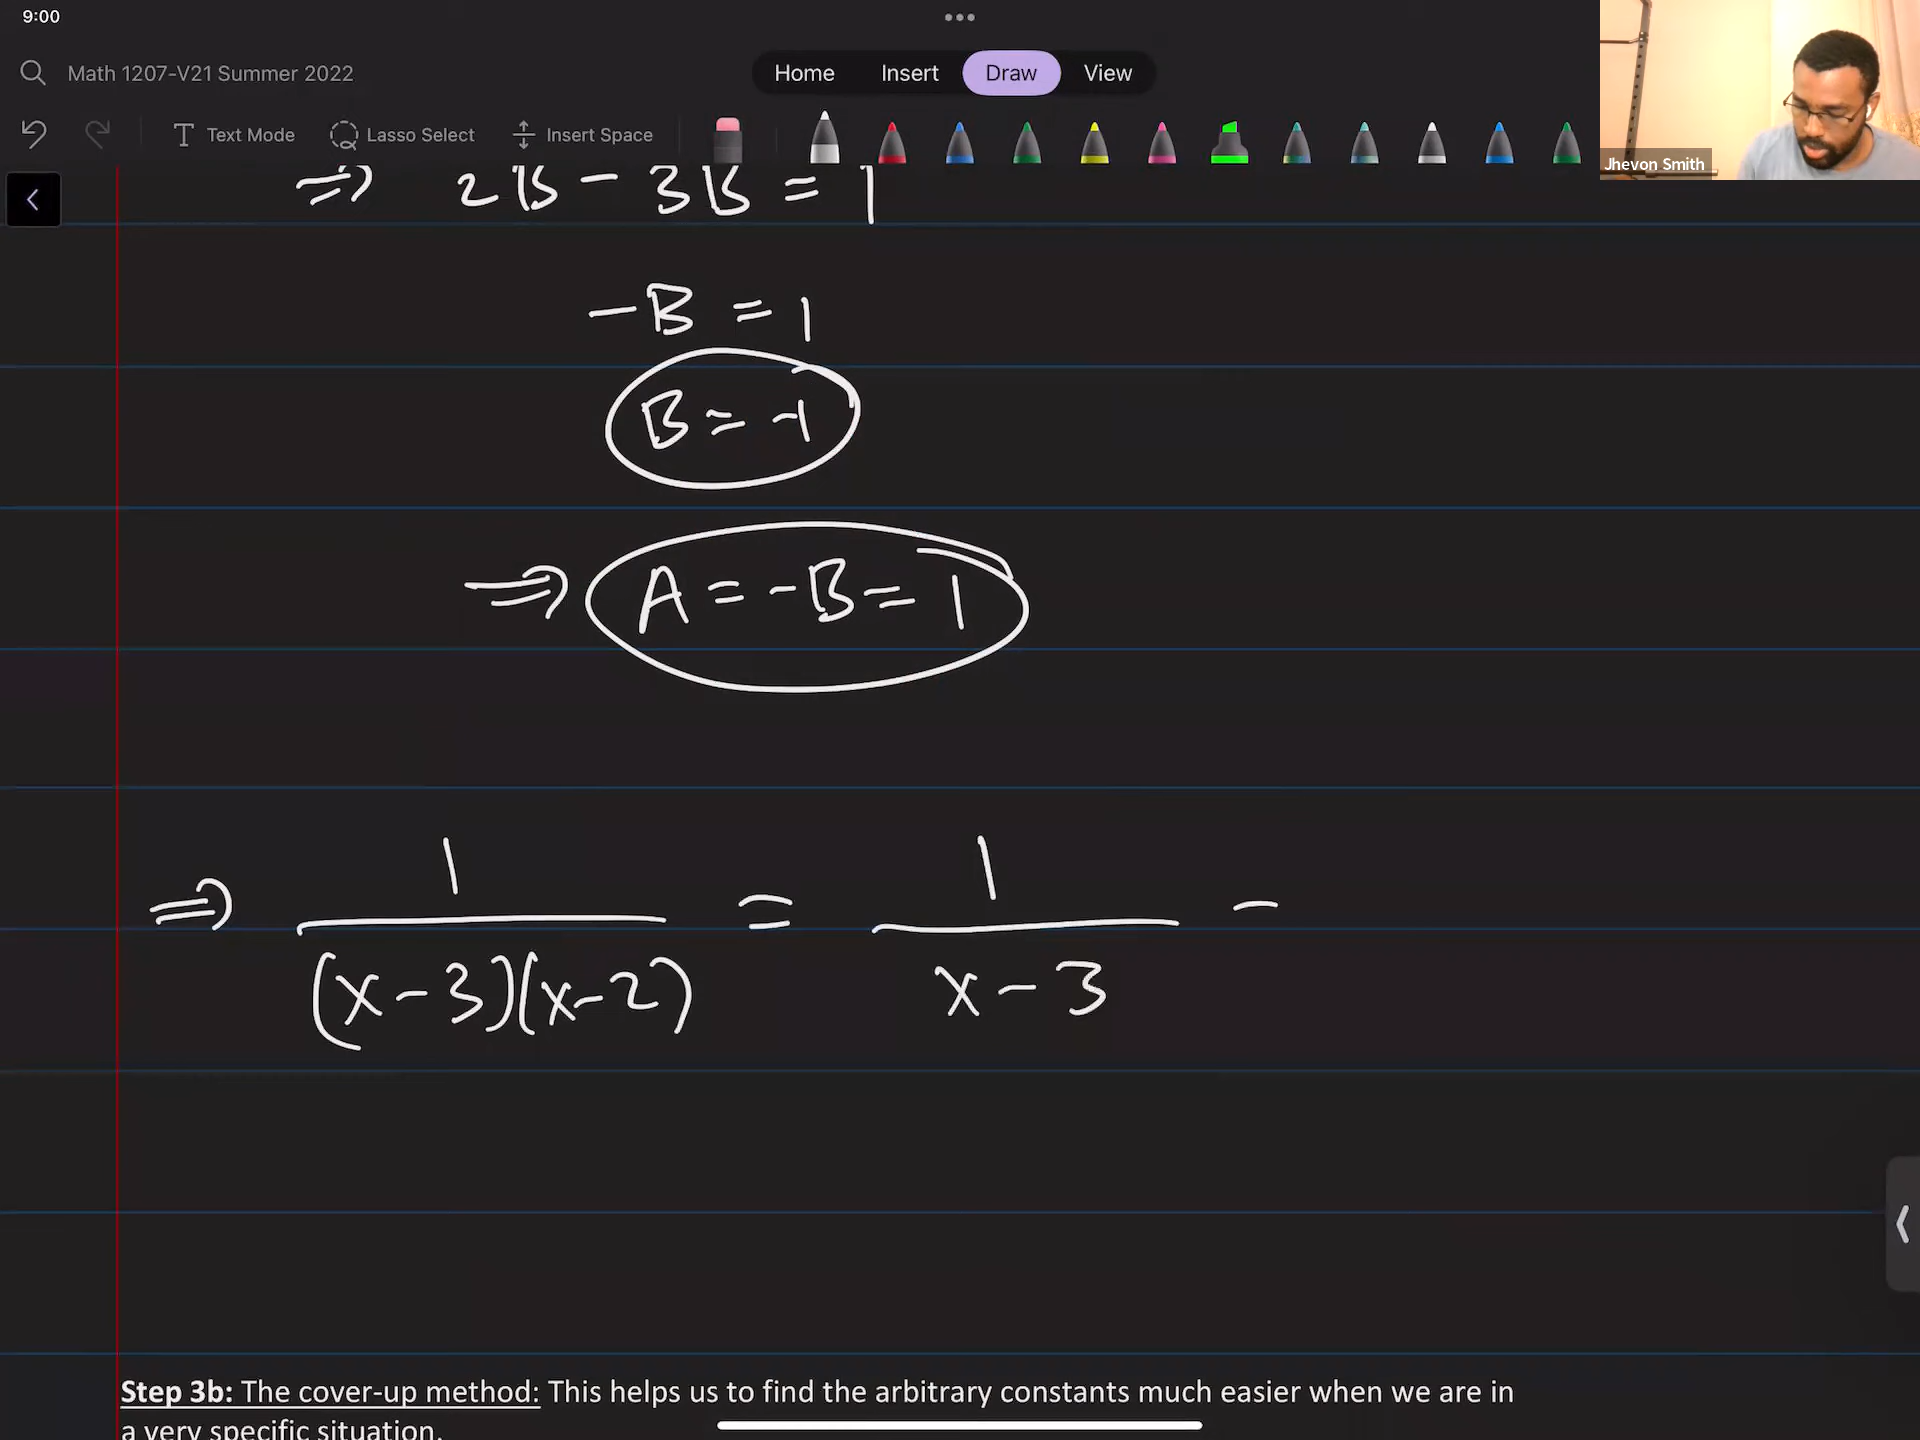 9:00
Math 1207-V21 Summer 2022
Home Insert Draw View
Text Mode Lasso Select Insert Space
Jhevon Smith
⇒ 2B - 3B = 1
-B = 1
B = -1
⇒ A = -B = 1
⇒ 1/((x-3)(x-2)) = 1/(x-3) -
Step 3b: The cover-up method: This helps us to find the arbitrary constants much easier when we are in
a very specific situation.